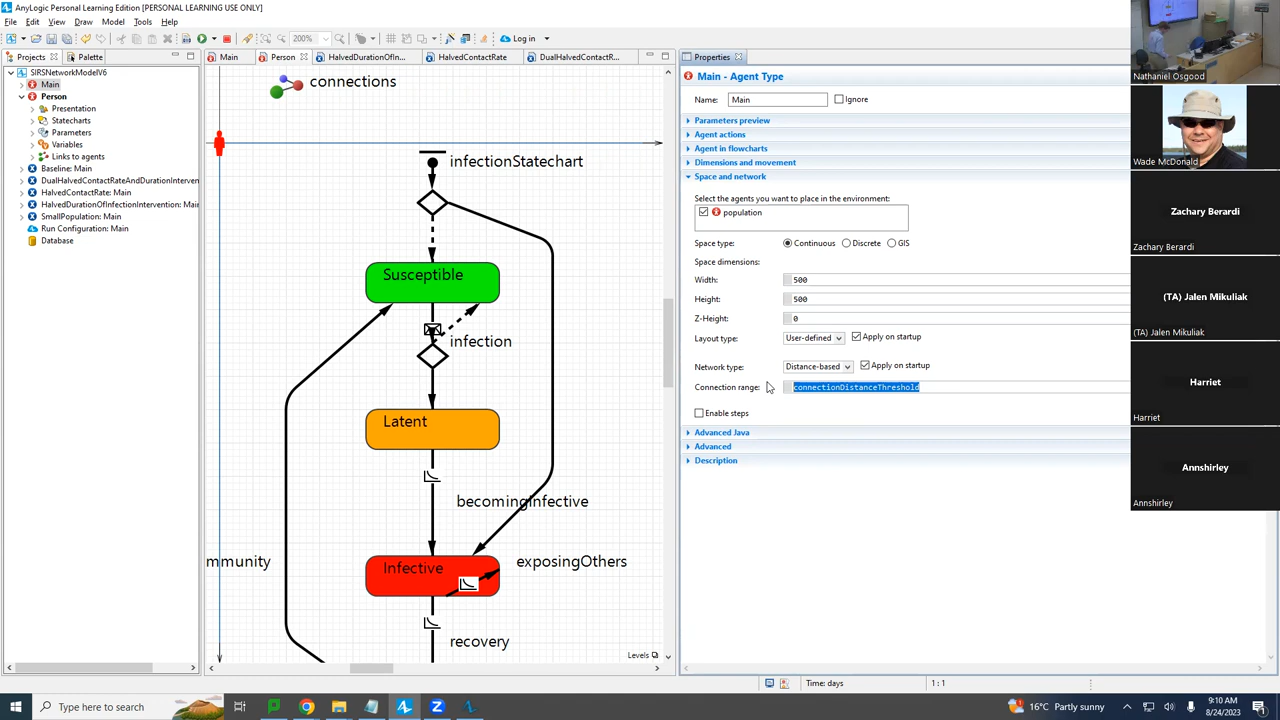 AnyLogic Personal Learning Edition [PERSONAL LEARNING USE ONLY]
File Edit View Draw Model Tools Help
200%
Log in
Projects
Palette
Main
Person
HalvedDurationOfIn...
HalvedContactRate
DualHalvedContactR...
Properties
SIRSNetworkModelV6
Main
Person
Presentation
Statecharts
Parameters
Variables
Links to agents
Baseline: Main
DualHalvedContactRateAndDurationInterven
HalvedContactRate: Main
HalvedDurationOfInfectionIntervention: Main
SmallPopulation: Main
Run Configuration: Main
Database
connections
infectionStatechart
Susceptible
infection
Latent
becomingInfective
mmunity
Infective
exposingOthers
recovery
Levels
Main - Agent Type
Name: Main Ignore
Parameters preview
Agent actions
Agent in flowcharts
Dimensions and movement
Space and network
Select the agents you want to place in the environment:
population
Space type: Continuous Discrete GIS
Space dimensions:
Width: 500
Height: 500
Z-Height: 0
Layout type: User-defined Apply on startup
Network type: Distance-based Apply on startup
Connection range: connectionDistanceThreshold
Enable steps
Advanced Java
Advanced
Description
Time: days
1 : 1
Nathaniel Osgood
Wade McDonald
Zachary Berardi
Zachary Berardi
(TA) Jalen Mikuliak
(TA) Jalen Mikuliak
Harriet
Harriet
Annshirley
Annshirley
Type here to search
16°C Partly sunny
9:10 AM
8/24/2023